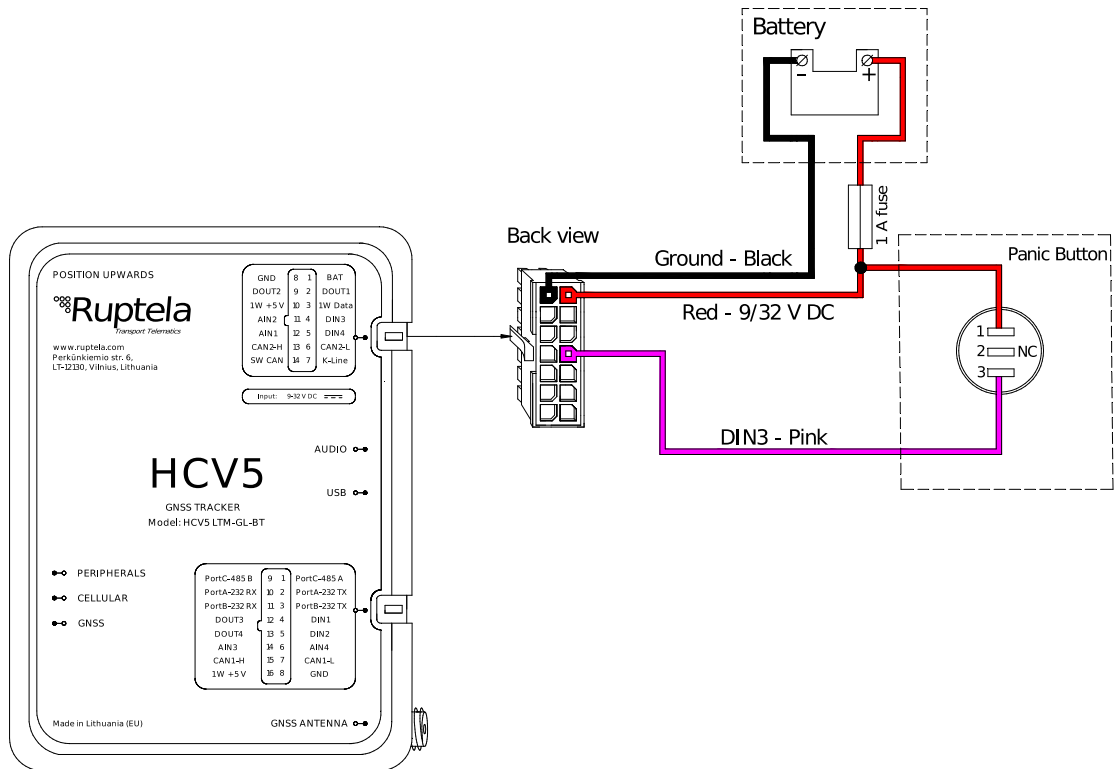 Battery
-
+
1 A fuse
Back view
Ground - Black
Red - 9/32 V DC
DIN3 - Pink
Panic Button
1
2
NC
3
POSITION UPWARDS
Ruptela
Transport Telematics
www.ruptela.com
Perkūnkiemio str. 6,
LT-12130, Vilnius, Lithuania
GND 8 1 BAT
DOUT2 9 2 DOUT1
1W +5 V 10 3 1W Data
AIN2 11 4 DIN3
AIN1 12 5 DIN4
CAN2-H 13 6 CAN2-L
SW CAN 14 7 K-Line
Input: 9-32 V DC
AUDIO
USB
HCV5
GNSS TRACKER
Model: HCV5 LTM-GL-BT
PERIPHERALS
CELLULAR
GNSS
PortC-485 B 9 1 PortC-485 A
PortA-232 RX 10 2 PortA-232 TX
PortB-232 RX 11 3 PortB-232 TX
DOUT3 12 4 DIN1
DOUT4 13 5 DIN2
AIN3 14 6 AIN4
CAN1-H 15 7 CAN1-L
1W +5 V 16 8 GND
Made in Lithuania (EU)
GNSS ANTENNA